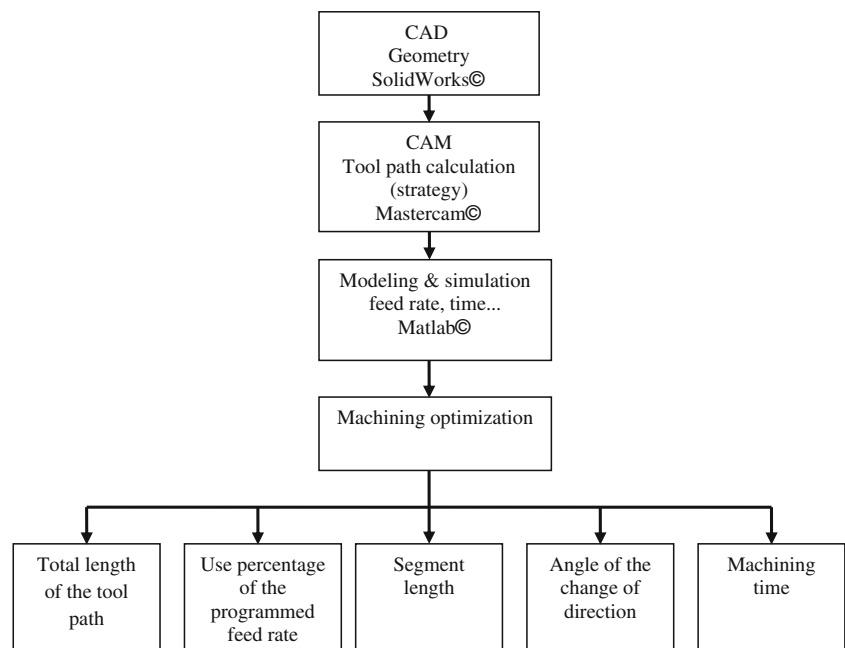 CAD
Geometry
SolidWorks©
CAM
Tool path calculation
(strategy)
Mastercam©
Modeling & simulation
feed rate, time...
Matlab©
Machining optimization
Total length
of the tool
path
Use percentage
of the
programmed
feed rate
Segment
length
Angle of the
change of
direction
Machining
time